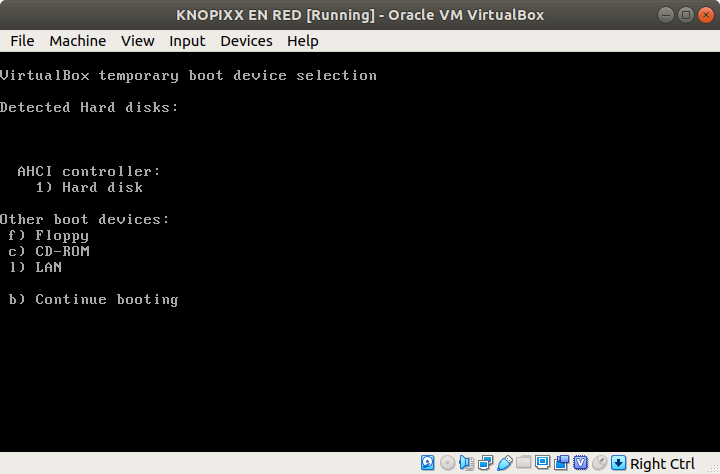 KNOPIXX EN RED [Running] - Oracle VM VirtualBox
File Machine View Input Devices Help
VirtualBox temporary boot device selection
Detected Hard disks:
AHCI controller:
1) Hard disk
Other boot devices:
f) Floppy
c) CD-ROM
l) LAN
b) Continue booting
Right Ctrl